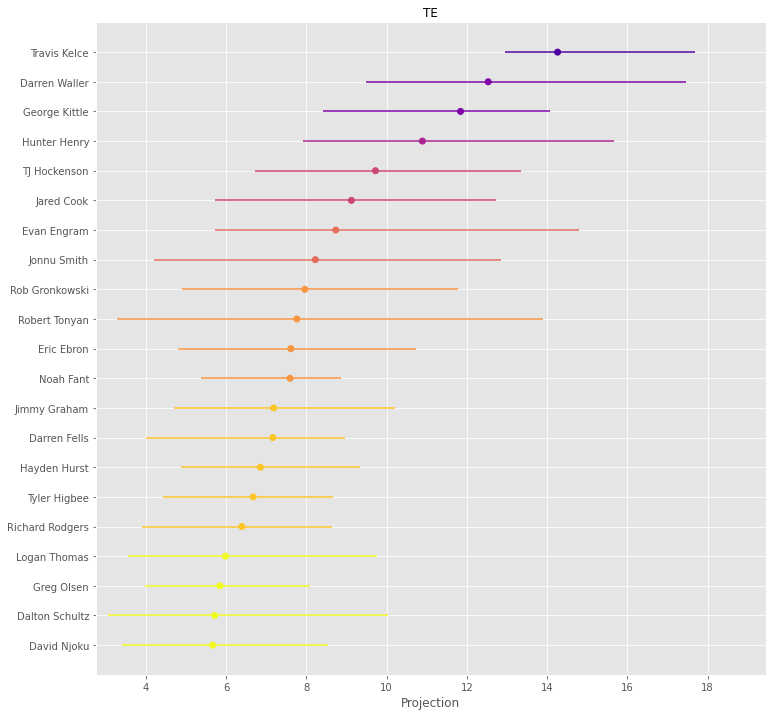 TE
Travis Kelce
Darren Waller
George Kittle
Hunter Henry
TJ Hockenson
Jared Cook
Evan Engram
Jonnu Smith
Rob Gronkowski
Robert Tonyan
Eric Ebron
Noah Fant
Jimmy Graham
Darren Fells
Hayden Hurst
Tyler Higbee
Richard Rodgers
Logan Thomas
Greg Olsen
Dalton Schultz
David Njoku
4 6 8 10 12 14 16 18
Projection